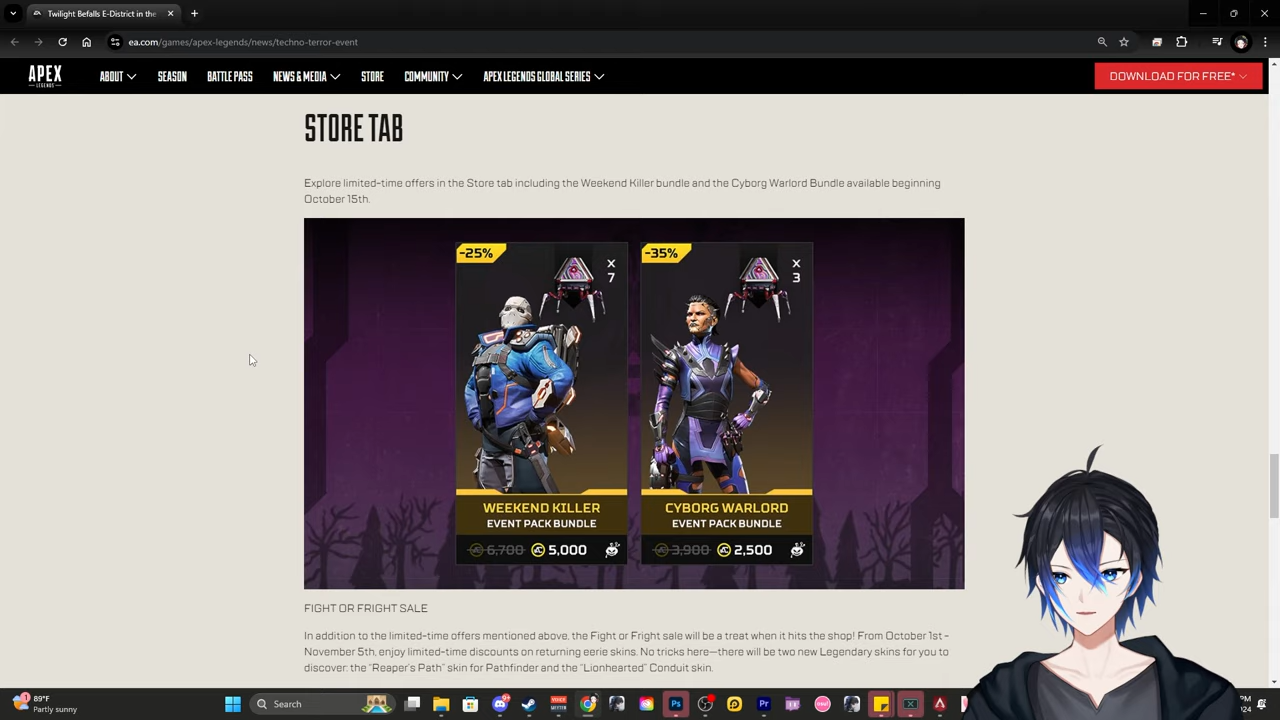 Twilight Befalls E-District in the
ea.com/games/apex-legends/news/techno-terror-event
APEX
LEGENDS
ABOUT
SEASON
BATTLE PASS
NEWS & MEDIA
STORE
COMMUNITY
APEX LEGENDS GLOBAL SERIES
DOWNLOAD FOR FREE*
STORE TAB
Explore limited-time offers in the Store tab including the Weekend Killer bundle and the Cyborg Warlord Bundle available beginning
October 15th.
-25%
X
7
WEEKEND KILLER
EVENT PACK BUNDLE
6,700 5,000
-35%
X
3
CYBORG WARLORD
EVENT PACK BUNDLE
3,900 2,500
FIGHT OR FRIGHT SALE
In addition to the limited-time offers mentioned above, the Fight or Fright sale will be a treat when it hits the shop! From October 1st -
November 5th, enjoy limited-time discounts on returning eerie skins. No tricks here—there will be two new Legendary skins for you to
discover: the "Reaper's Path" skin for Pathfinder and the "Lionhearted" Conduit skin.
1
89°F
Partly sunny
Search
PM